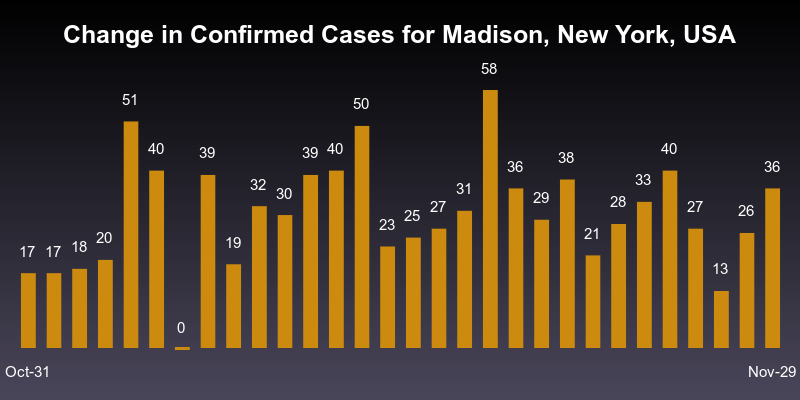 Change in Confirmed Cases for Madison, New York, USA
17 17 18 20 51 40 0 39 19 32 30 39 40 50 23 25 27 31 58 36 29 38 21 28 33 40 27 13 26 36
Oct-31 Nov-29